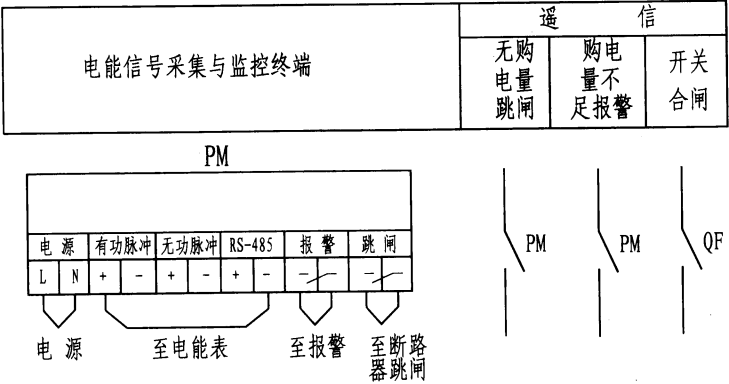 电能信号采集与监控终端
遥 信
无购
电量
跳闸
购电
量不
足报警
开关
合闸
PM
电 源 有功脉冲 无功脉冲 RS-485 报 警 跳 闸
L N + - + - + - - -
PM PM QF
电 源 至电能表 至报警 至断路
器跳闸